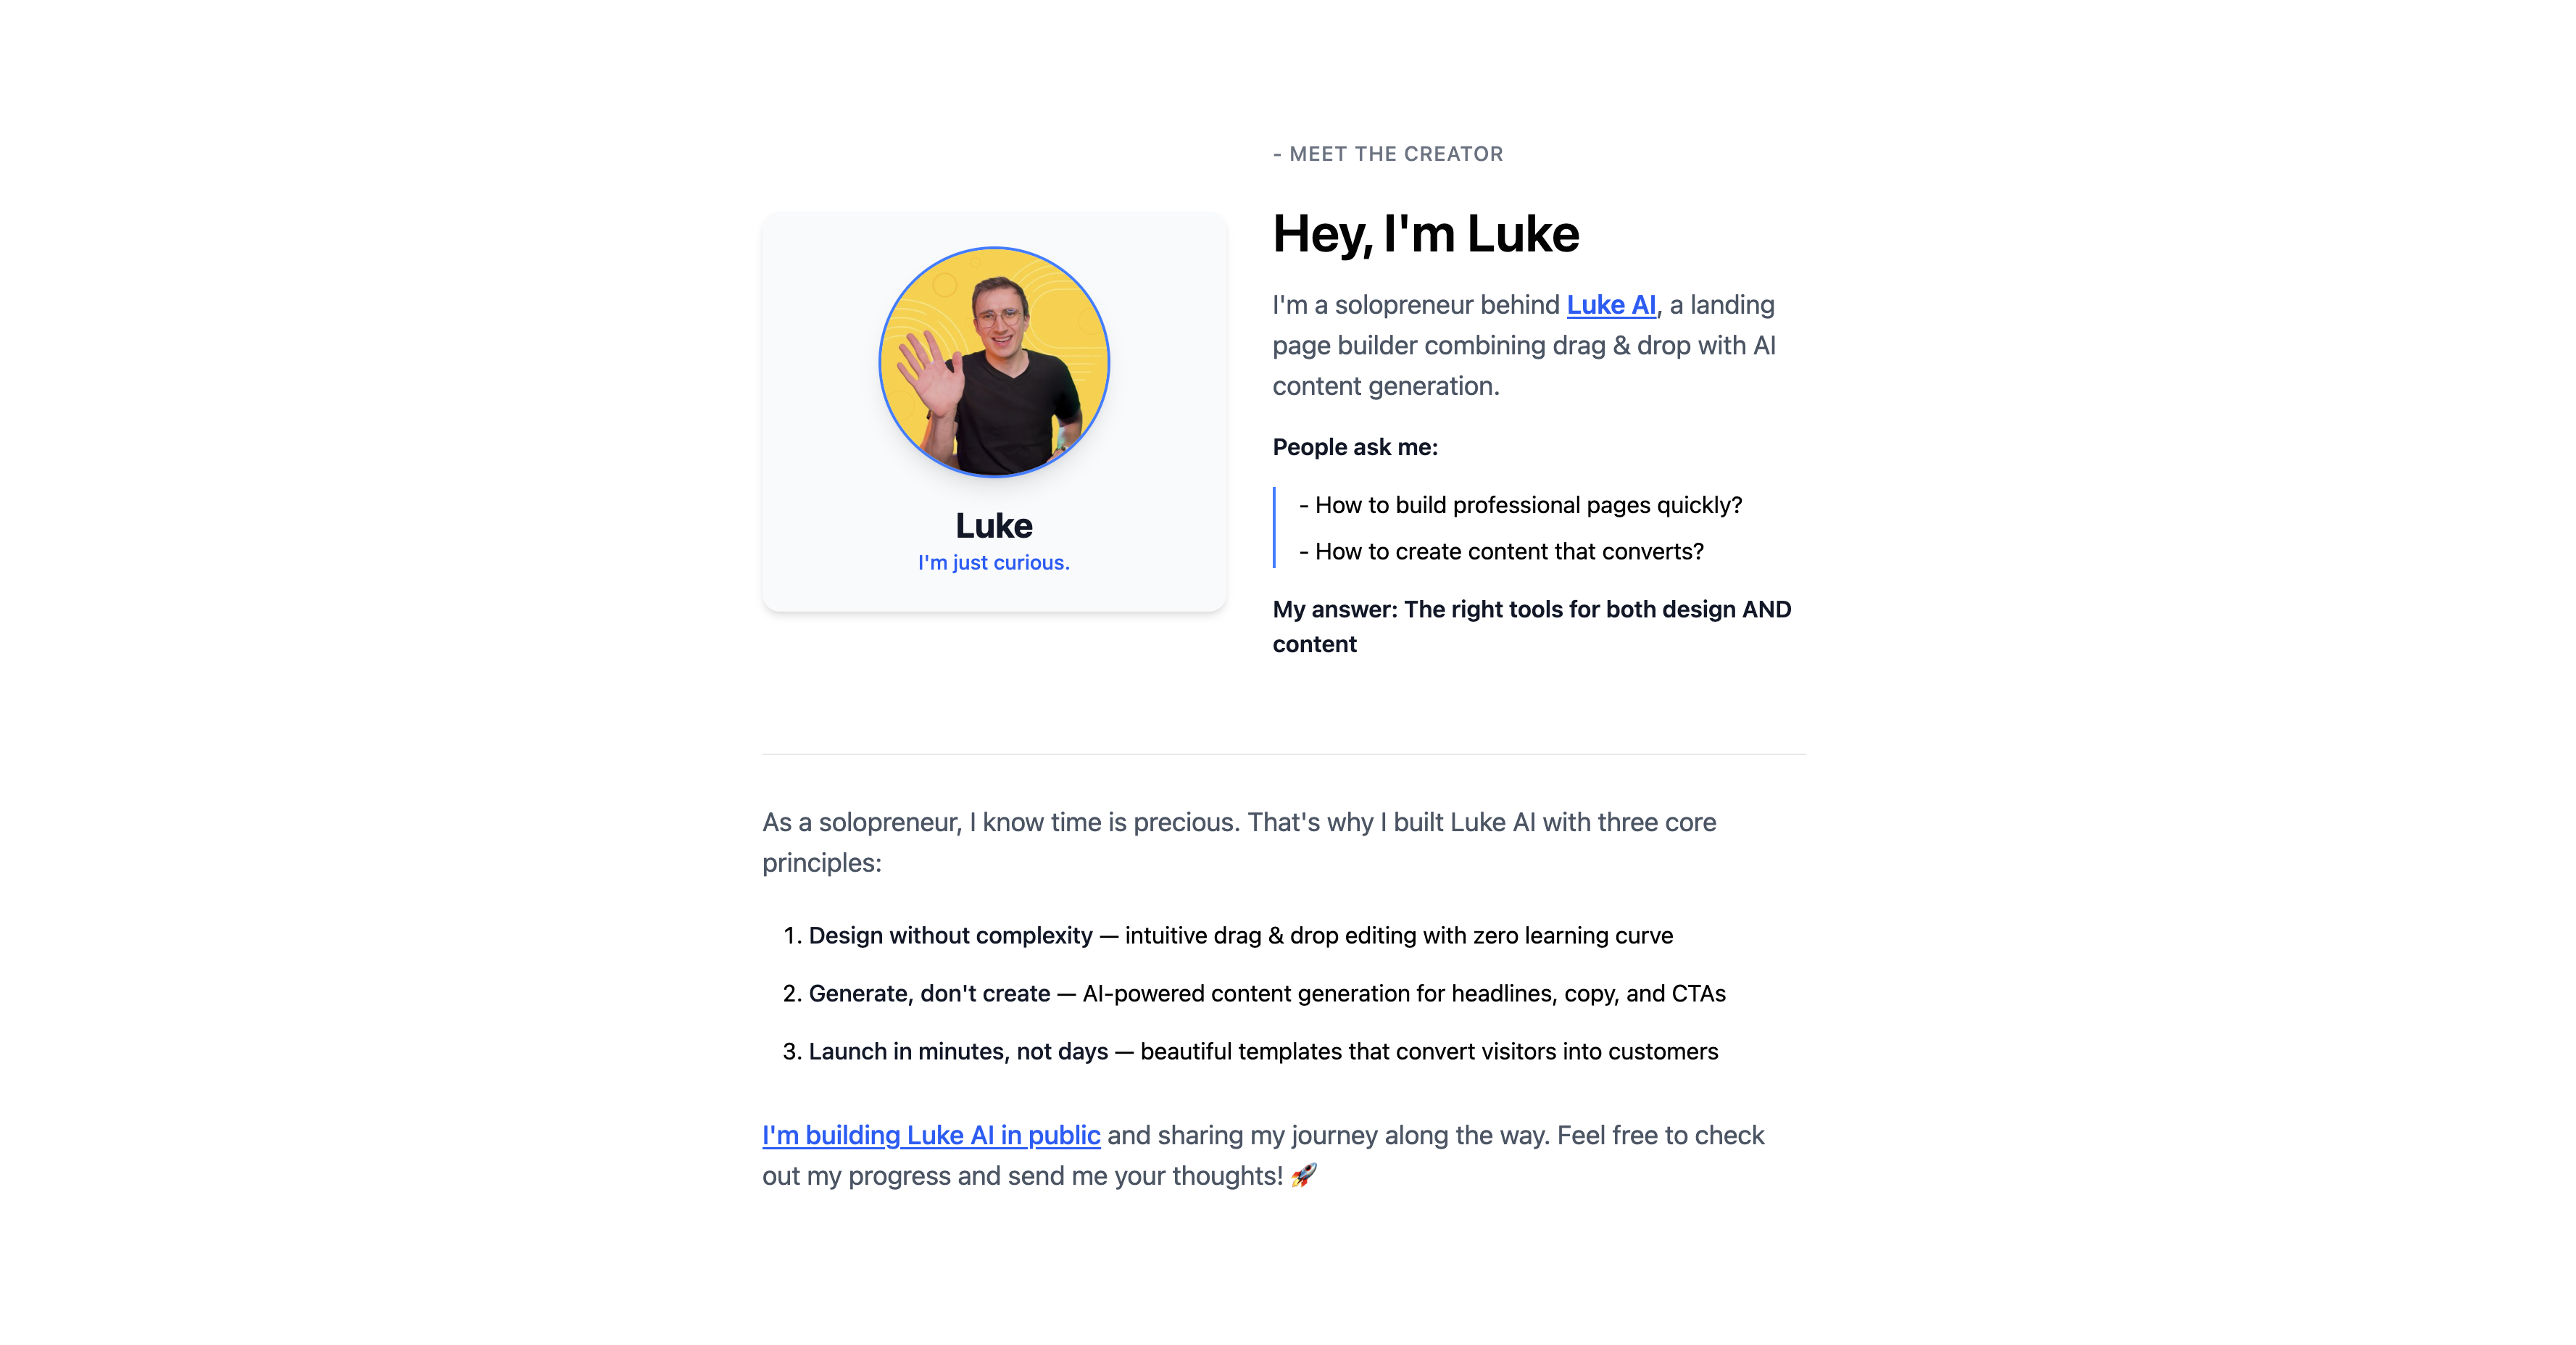 - MEET THE CREATOR
Hey, I'm Luke
I'm a solopreneur behind Luke AI, a landing
page builder combining drag & drop with AI
content generation.
People ask me:
- How to build professional pages quickly?
- How to create content that converts?
My answer: The right tools for both design AND
content
Luke
I'm just curious.
As a solopreneur, I know time is precious. That's why I built Luke AI with three core
principles:
1. Design without complexity — intuitive drag & drop editing with zero learning curve
2. Generate, don't create — AI-powered content generation for headlines, copy, and CTAs
3. Launch in minutes, not days — beautiful templates that convert visitors into customers
I'm building Luke AI in public and sharing my journey along the way. Feel free to check
out my progress and send me your thoughts! 🚀